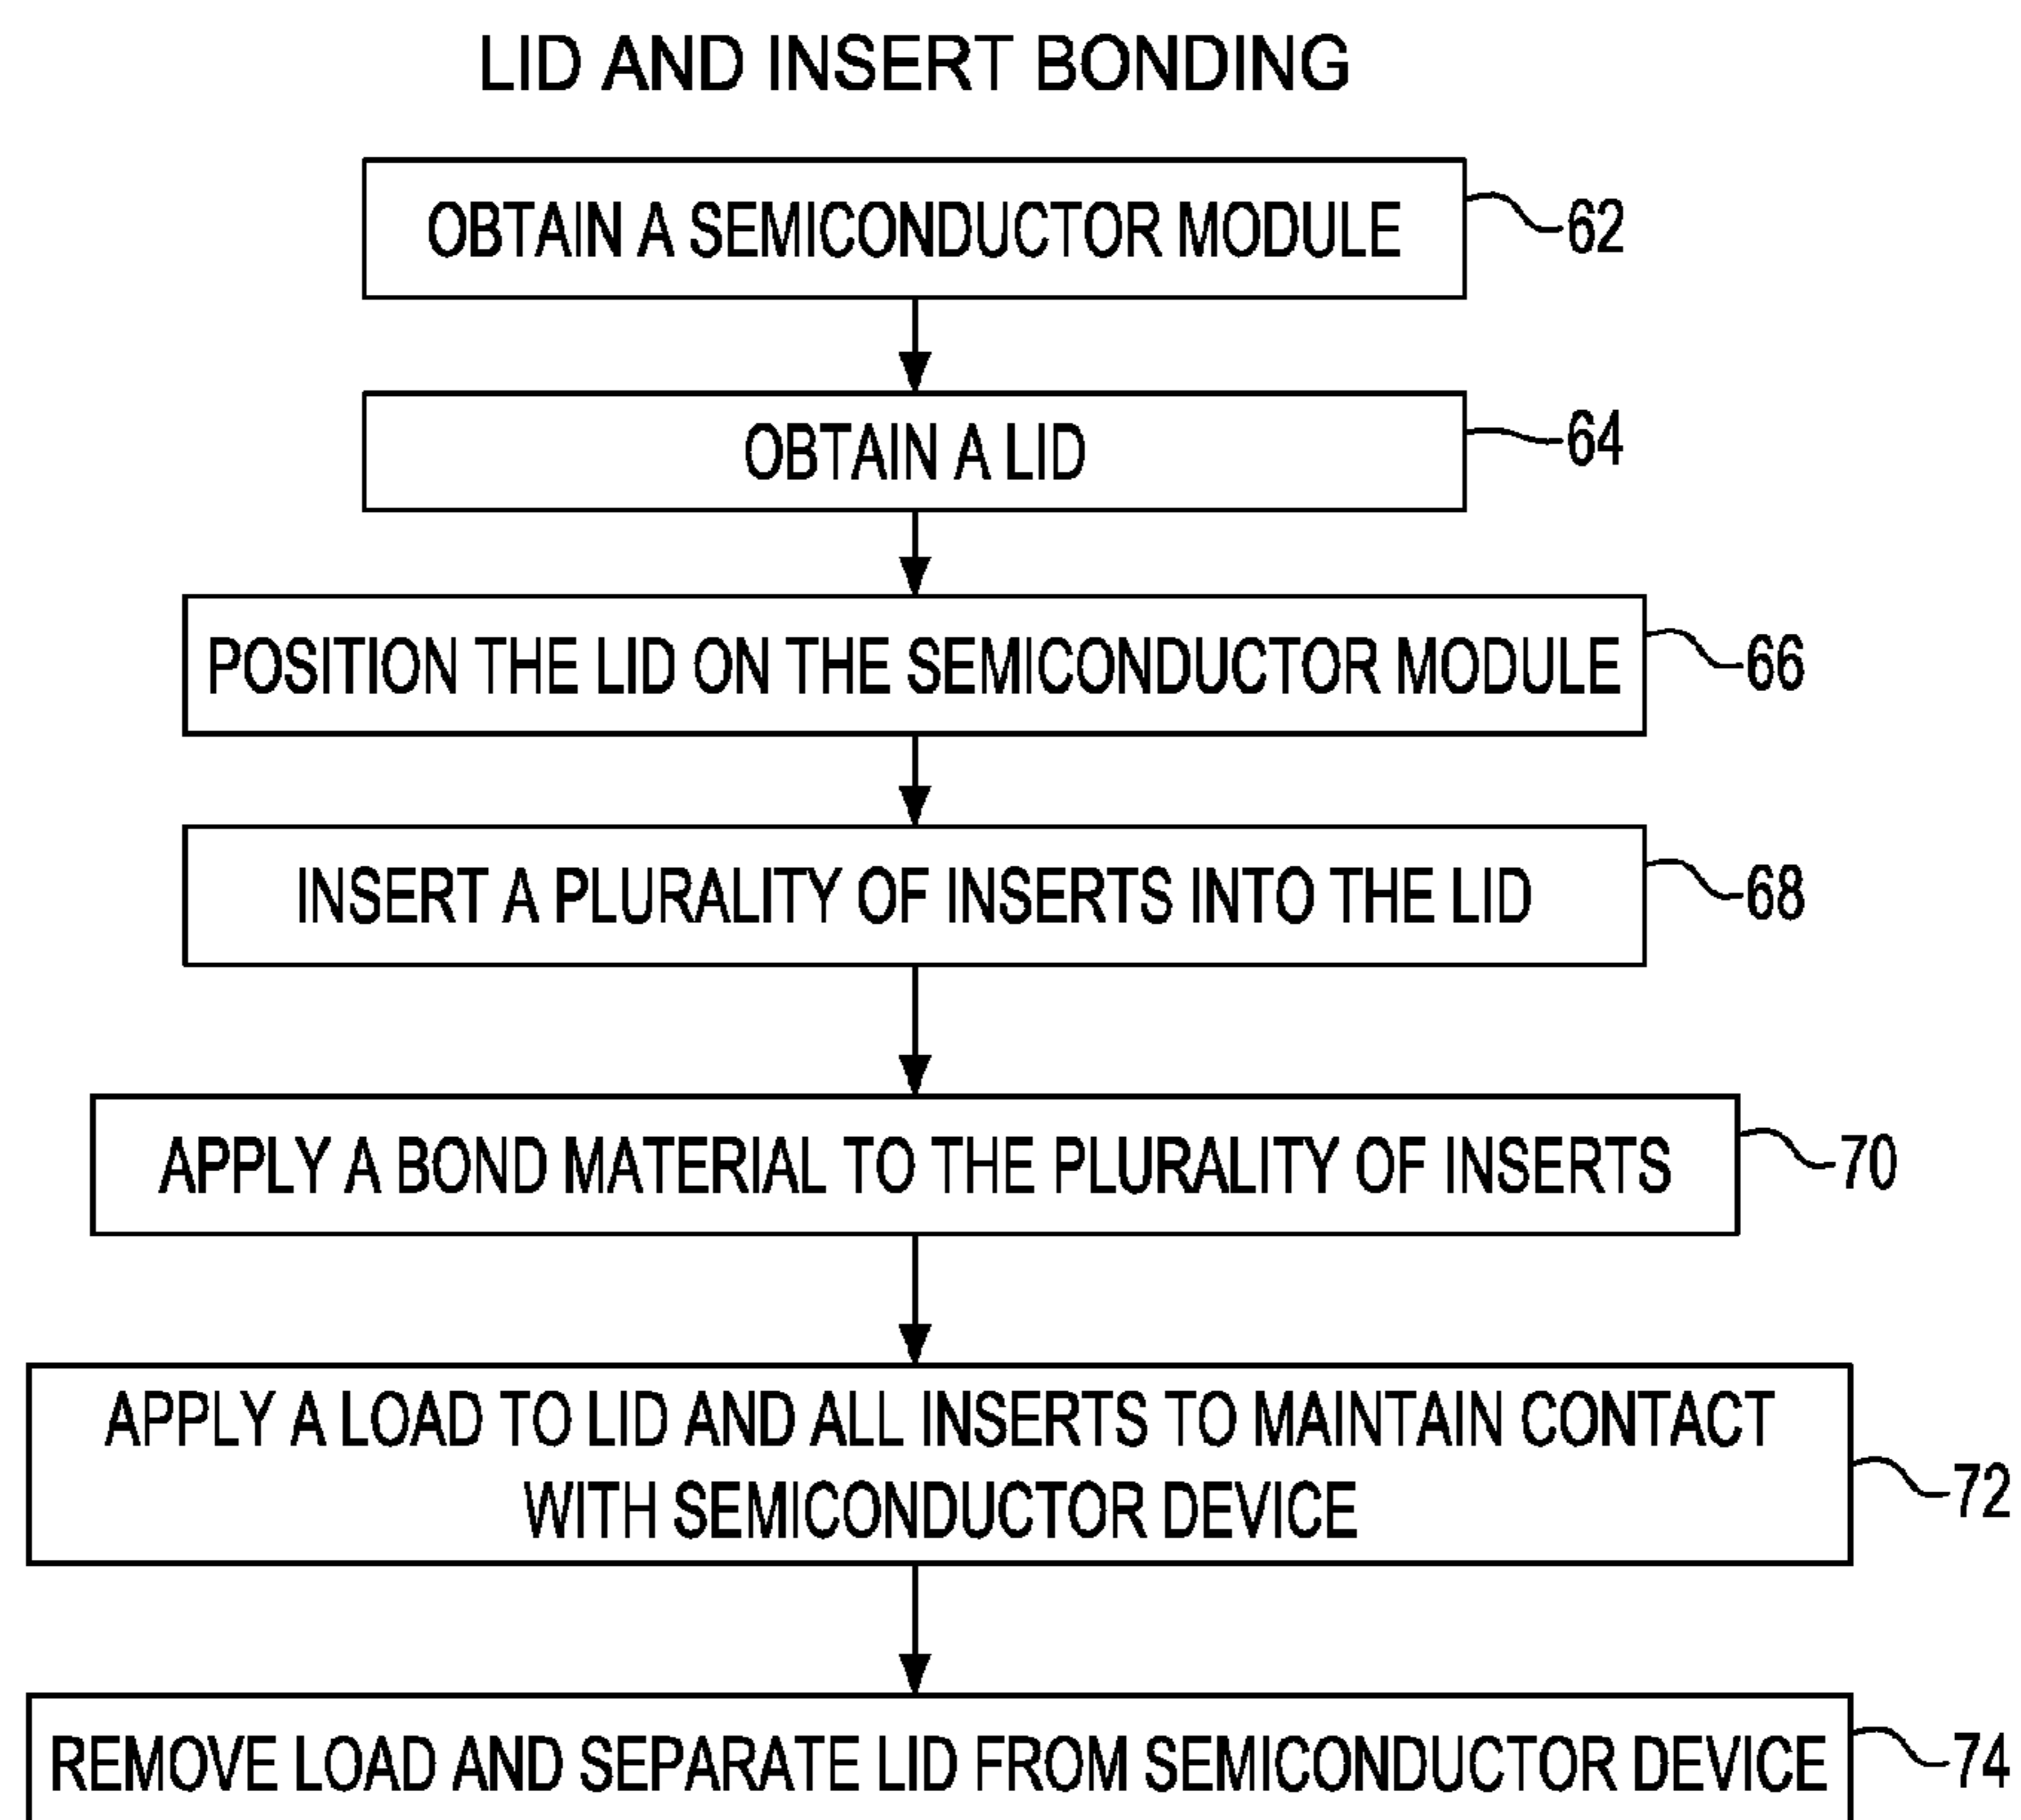 LID AND INSERT BONDING
OBTAIN A SEMICONDUCTOR MODULE
62
OBTAIN A LID
64
POSITION THE LID ON THE SEMICONDUCTOR MODULE
66
INSERT A PLURALITY OF INSERTS INTO THE LID
68
APPLY A BOND MATERIAL TO THE PLURALITY OF INSERTS
70
APPLY A LOAD TO LID AND ALL INSERTS TO MAINTAIN CONTACT
WITH SEMICONDUCTOR DEVICE
72
REMOVE LOAD AND SEPARATE LID FROM SEMICONDUCTOR DEVICE
74